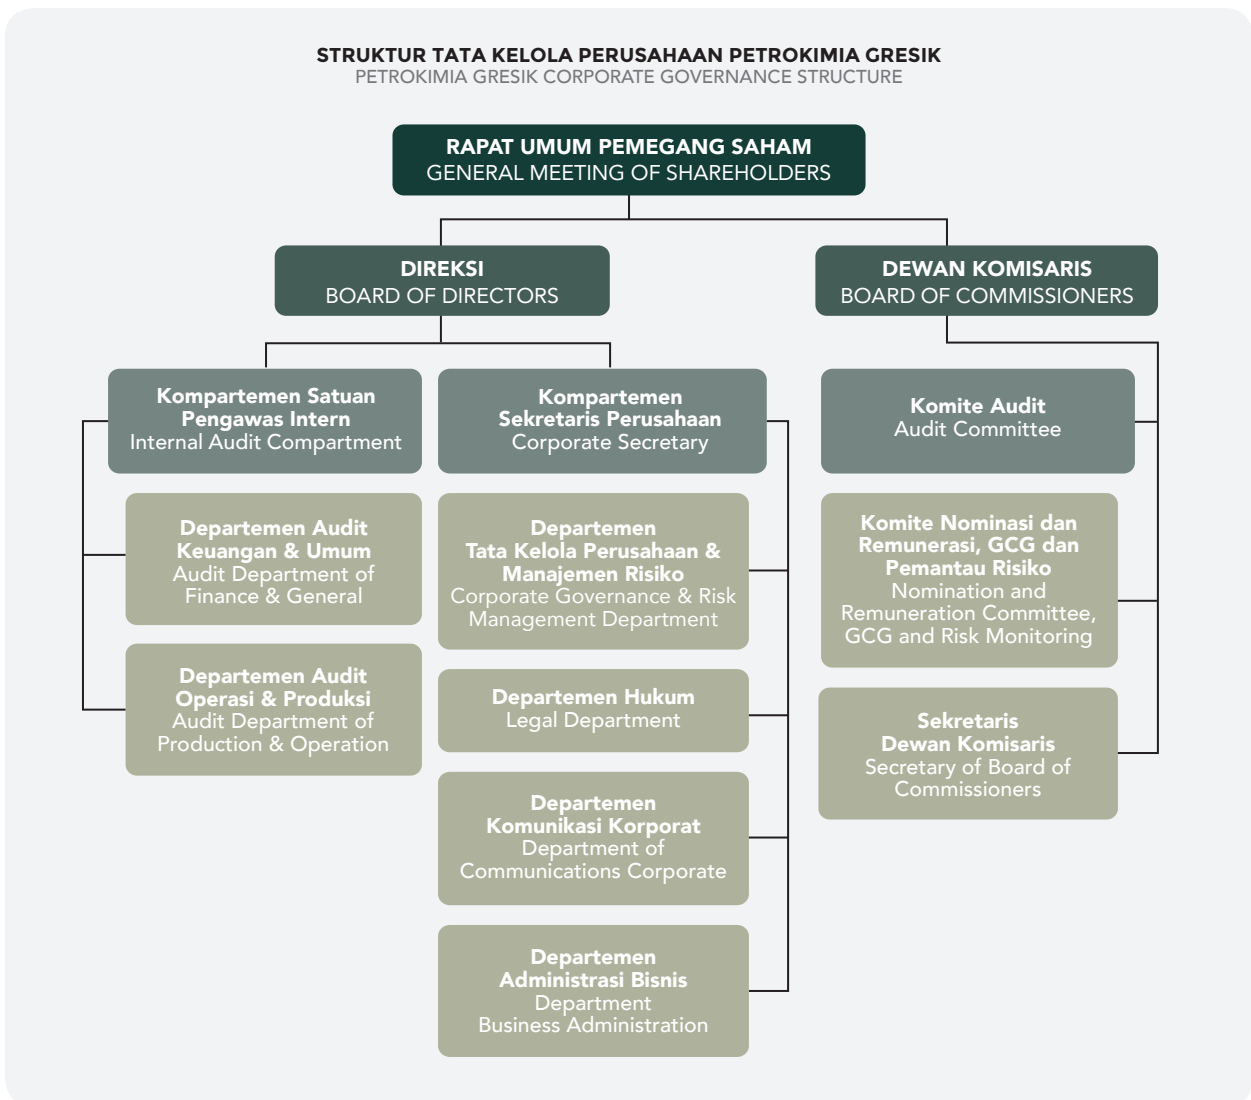 STRUKTUR TATA KELOLA PERUSAHAAN PETROKIMIA GRESIK
PETROKIMIA GRESIK CORPORATE GOVERNANCE STRUCTURE
RAPAT UMUM PEMEGANG SAHAM
GENERAL MEETING OF SHAREHOLDERS
DIREKSI
BOARD OF DIRECTORS
DEWAN KOMISARIS
BOARD OF COMMISSIONERS
Kompartemen Satuan
Pengawas Intern
Internal Audit Compartment
Departemen Audit
Keuangan & Umum
Audit Department of
Finance & General
Departemen Audit
Operasi & Produksi
Audit Department of
Production & Operation
Kompartemen
Sekretaris Perusahaan
Corporate Secretary
Departemen
Tata Kelola Perusahaan &
Manajemen Risiko
Corporate Governance & Risk
Management Department
Departemen Hukum
Legal Department
Departemen
Komunikasi Korporat
Department of
Communications Corporate
Departemen
Administrasi Bisnis
Department
Business Administration
Komite Audit
Audit Committee
Komite Nominasi dan
Remunerasi, GCG dan
Pemantau Risiko
Nomination and
Remuneration Committee,
GCG and Risk Monitoring
Sekretaris
Dewan Komisaris
Secretary of Board of
Commissioners